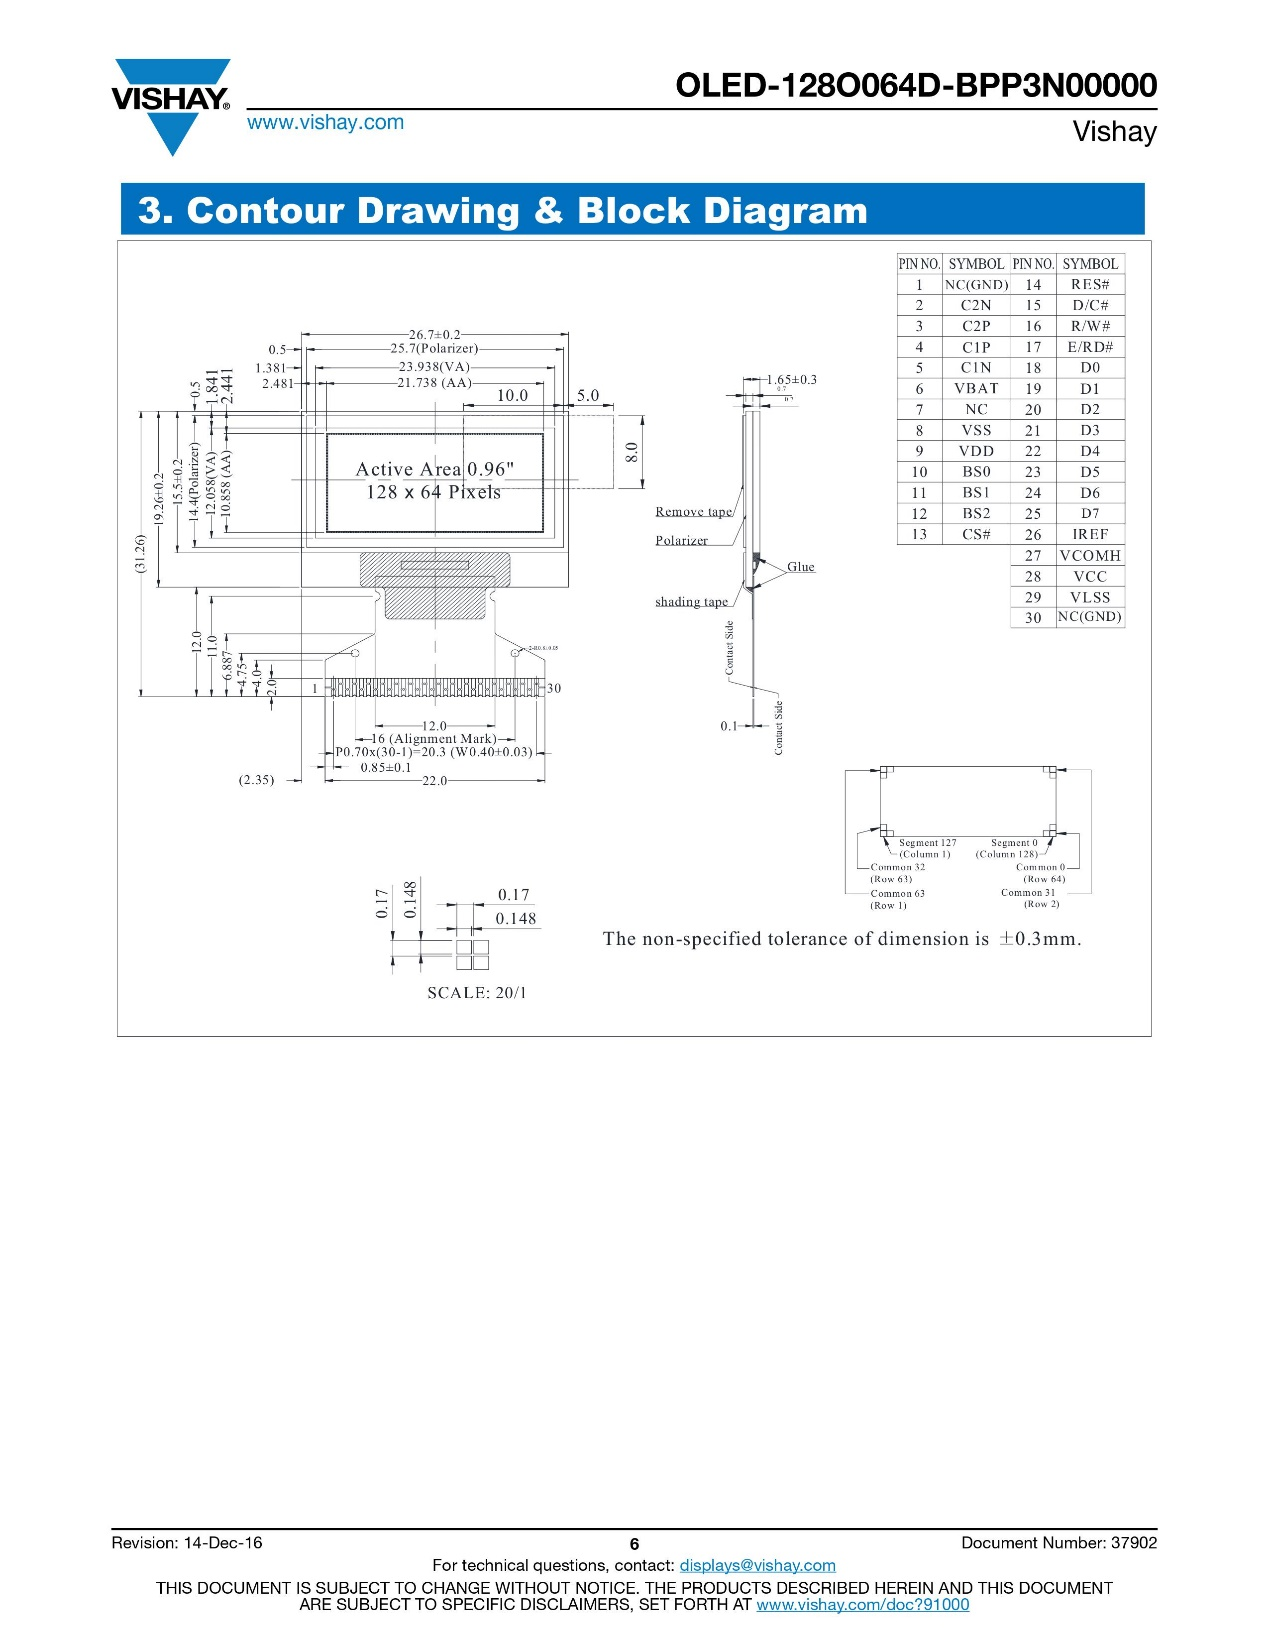 OLED-128O064D-BPP3N00000
VISHAY®
www.vishay.com
Vishay
3. Contour Drawing & Block Diagram
PIN NO. SYMBOL PIN NO. SYMBOL
1 NC(GND) 14 RES#
2 C2N 15 D/C#
3 C2P 16 R/W#
4 C1P 17 E/RD#
5 C1N 18 D0
6 VBAT 19 D1
7 NC 20 D2
8 VSS 21 D3
9 VDD 22 D4
10 BS0 23 D5
11 BS1 24 D6
12 BS2 25 D7
13 CS# 26 IREF
27 VCOMH
28 VCC
29 VLSS
30 NC(GND)
26.7±0.2
0.5
25.7(Polarizer)
1.381
23.938(VA)
2.481
21.738 (AA)
10.0
5.0
0.5
1.841
2.441
8.0
(31.26)
19.26±0.2
15.5±0.2
14.4(Polarizer)
12.058(VA)
10.858 (AA)
Active Area 0.96"
128 x 64 Pixels
12.0
11.0
6.887
4.75
4.0
2.0
1
30
12.0
16 (Alignment Mark)
P0.70x(30-1)=20.3 (W0.40±0.03)
0.85±0.1
(2.35)
22.0
1.65±0.3
0.7
0.7
Remove tape
Polarizer
Glue
shading tape
Contact Side
Contact Side
0.1
Segment 127
(Column 1)
Segment 0
(Column 128)
Common 32
(Row 63)
Common 0
(Row 64)
Common 63
(Row 1)
Common 31
(Row 2)
0.17
0.148
0.17
0.148
SCALE: 20/1
The non-specified tolerance of dimension is ±0.3mm.
Revision: 14-Dec-16
6
Document Number: 37902
For technical questions, contact: displays@vishay.com
THIS DOCUMENT IS SUBJECT TO CHANGE WITHOUT NOTICE. THE PRODUCTS DESCRIBED HEREIN AND THIS DOCUMENT
ARE SUBJECT TO SPECIFIC DISCLAIMERS, SET FORTH AT www.vishay.com/doc?91000